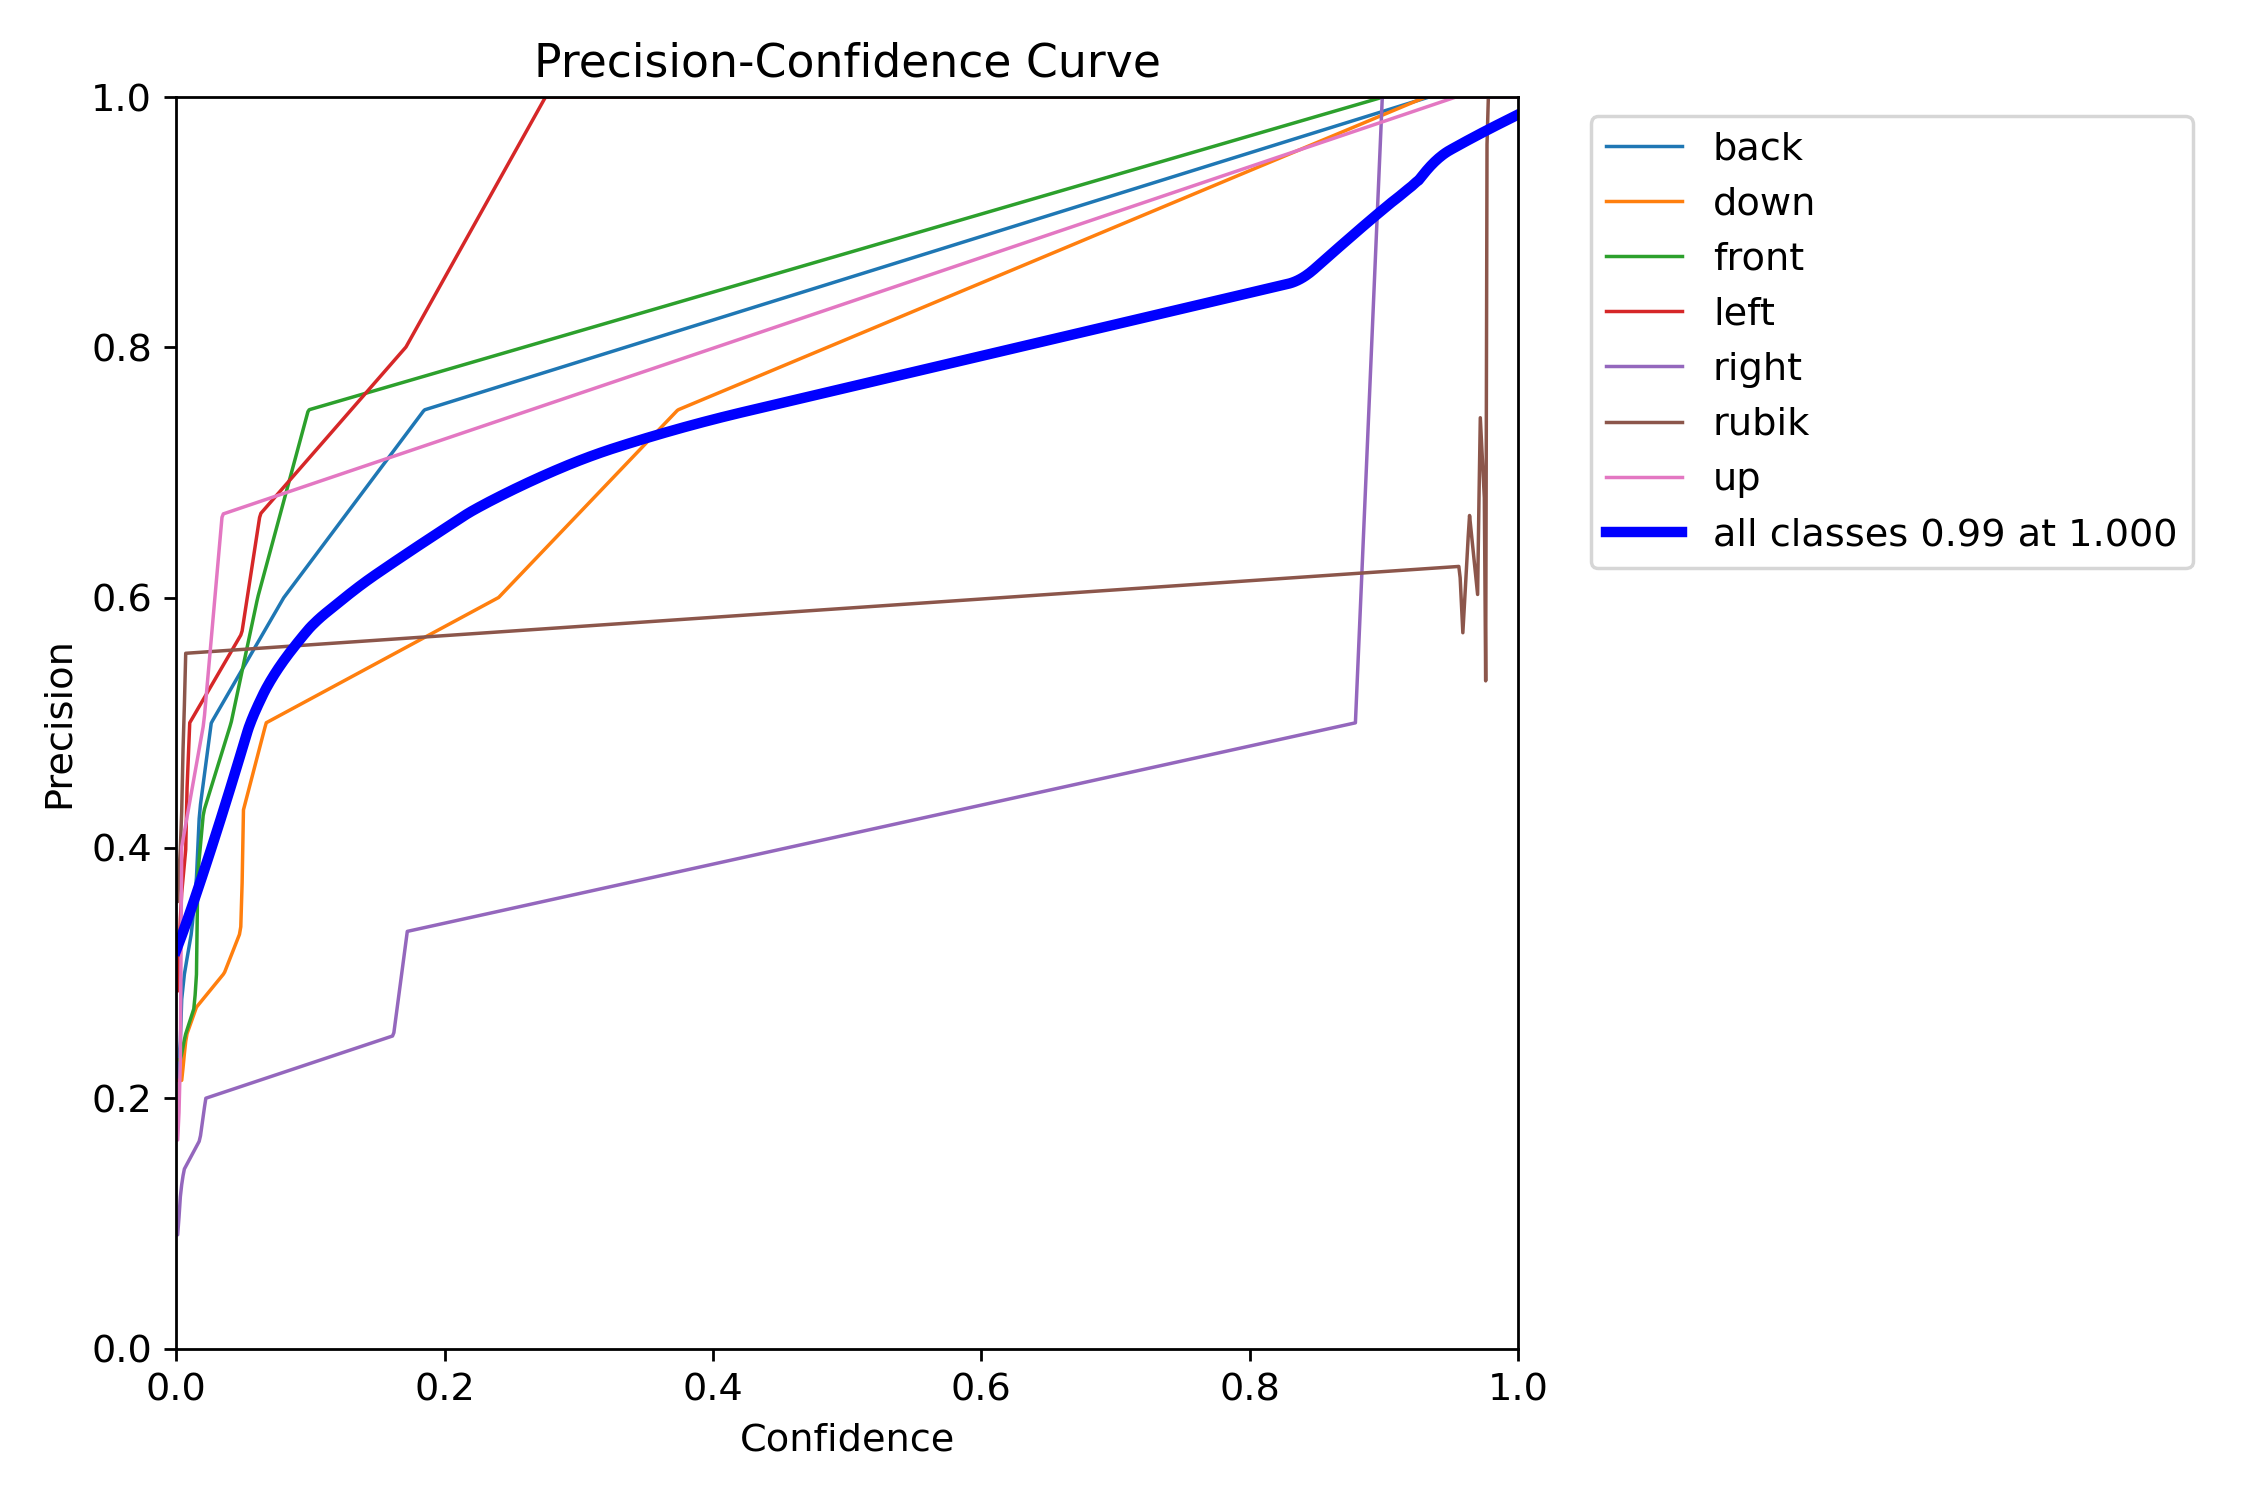 Precision-Confidence Curve
1.0
0.8
0.6
0.4
0.2
0.0
Precision
0.0 0.2 0.4 0.6 0.8 1.0
Confidence
back
down
front
left
right
rubik
up
all classes 0.99 at 1.000